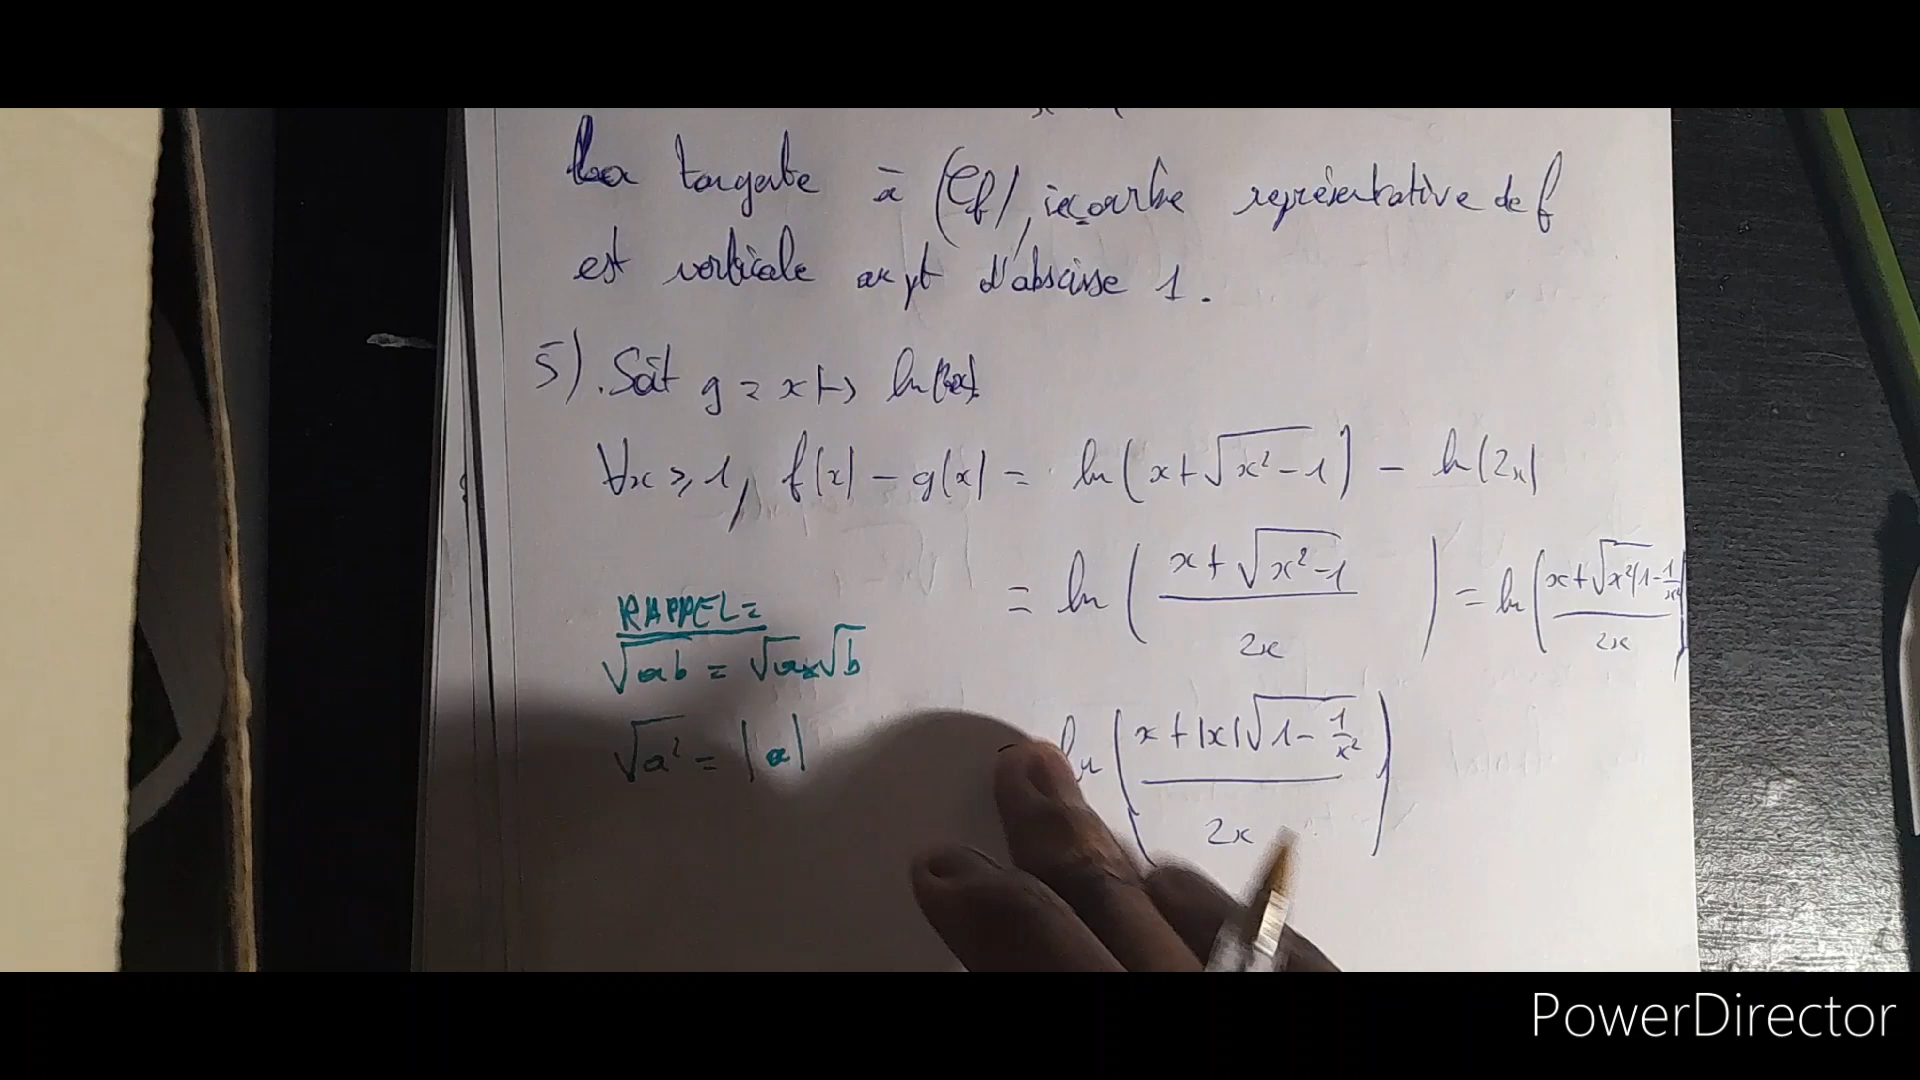 La tangente à (Cf), courbe représentative de f
est verticale au pt d'abscisse 1.
5). Soit g : x ↦ ln(2x)
∀x ≥ 1, f(x) - g(x) = ln(x + √(x² - 1)) - ln(2x)
= ln((x + √(x² - 1)) / 2x) = ln((x + √(x²(1 - 1/x²))) / 2x)
RAPPEL :
√ab = √a × √b
√a² = |a|
= ln((x + |x|√(1 - 1/x²)) / 2x)
PowerDirector